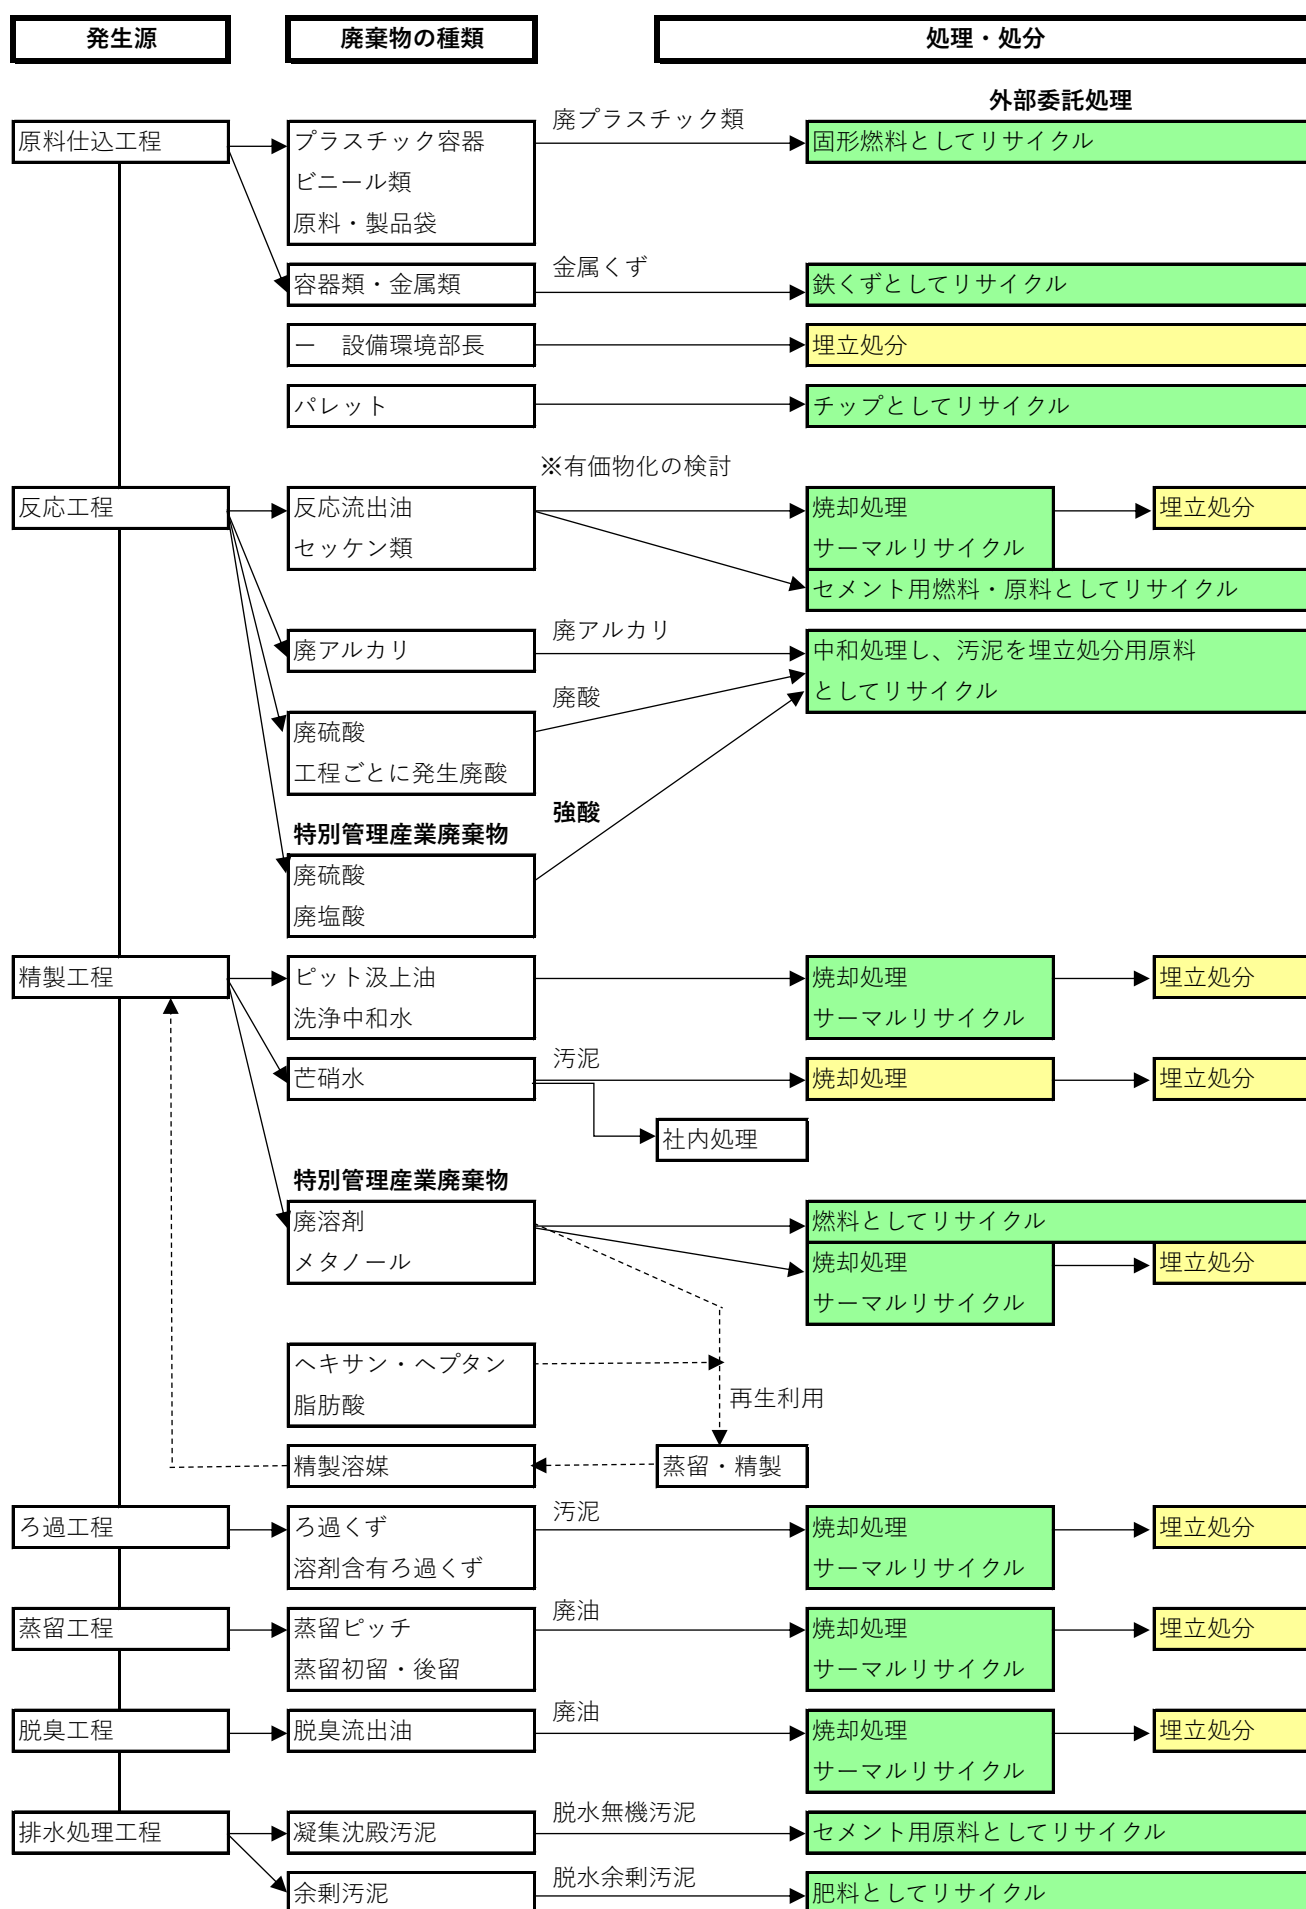 発生源
廃棄物の種類
処理・処分
外部委託処理
原料仕込工程
プラスチック容器
ビニール類
原料・製品袋
廃プラスチック類
固形燃料としてリサイクル
容器類・金属類
金属くず
鉄くずとしてリサイクル
ー　設備環境部長
埋立処分
パレット
チップとしてリサイクル
※有価物化の検討
反応工程
反応流出油
セッケン類
焼却処理
サーマルリサイクル
埋立処分
セメント用燃料・原料としてリサイクル
廃アルカリ
廃アルカリ
中和処理し、汚泥を埋立処分用原料
としてリサイクル
廃酸
廃硫酸
工程ごとに発生廃酸
強酸
特別管理産業廃棄物
廃硫酸
廃塩酸
精製工程
ピット汲上油
洗浄中和水
焼却処理
サーマルリサイクル
埋立処分
芒硝水
汚泥
焼却処理
埋立処分
社内処理
特別管理産業廃棄物
廃溶剤
メタノール
燃料としてリサイクル
焼却処理
サーマルリサイクル
埋立処分
ヘキサン・ヘプタン
脂肪酸
再生利用
精製溶媒
蒸留・精製
ろ過工程
ろ過くず
溶剤含有ろ過くず
汚泥
焼却処理
サーマルリサイクル
埋立処分
蒸留工程
蒸留ピッチ
蒸留初留・後留
廃油
焼却処理
サーマルリサイクル
埋立処分
脱臭工程
脱臭流出油
廃油
焼却処理
サーマルリサイクル
埋立処分
排水処理工程
凝集沈殿汚泥
脱水無機汚泥
セメント用原料としてリサイクル
余剰汚泥
脱水余剰汚泥
肥料としてリサイクル